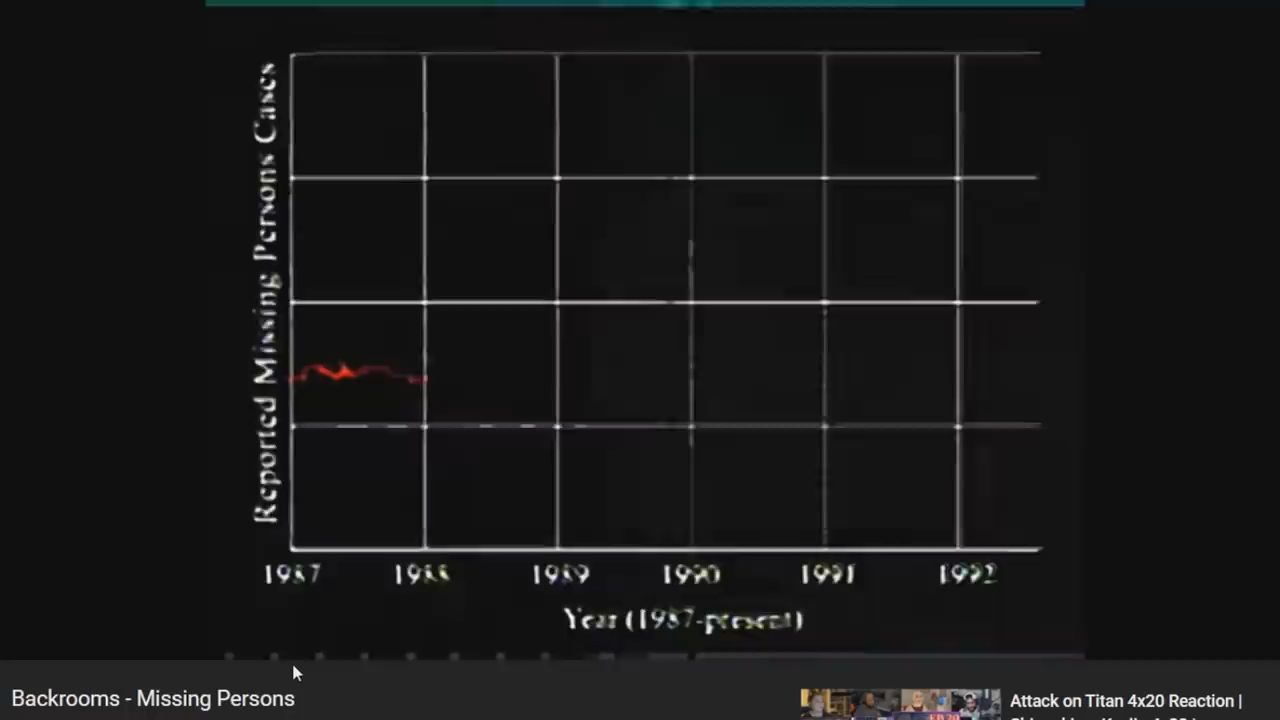 Reported Missing Persons Cases
1987 1988 1989 1990 1991 1992
Year (1987-present)
Backrooms - Missing Persons
Attack on Titan 4x20 Reaction |